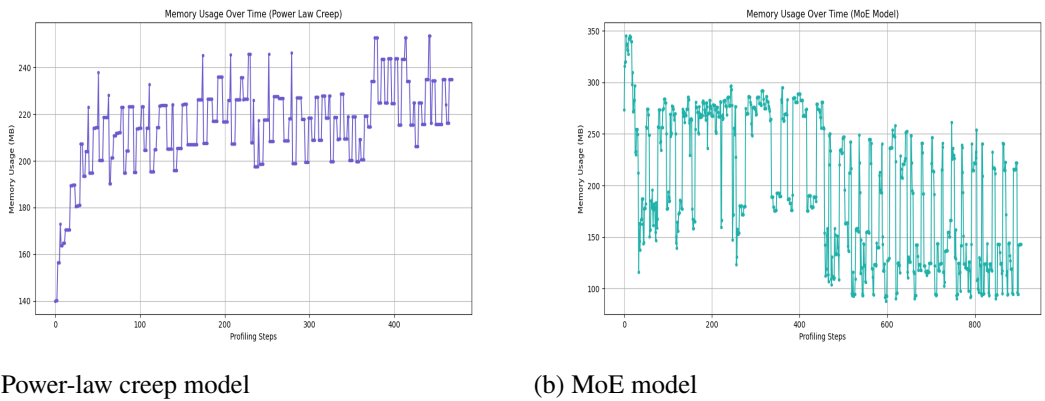 Memory Usage Over Time (Power Law Creep)
Memory Usage (MB)
240
220
200
180
160
140
0
100
200
300
400
Profiling Steps
Power-law creep model
Memory Usage Over Time (MoE Model)
Memory Usage (MB)
350
300
250
200
150
100
0
200
400
600
800
Profiling Steps
(b) MoE model